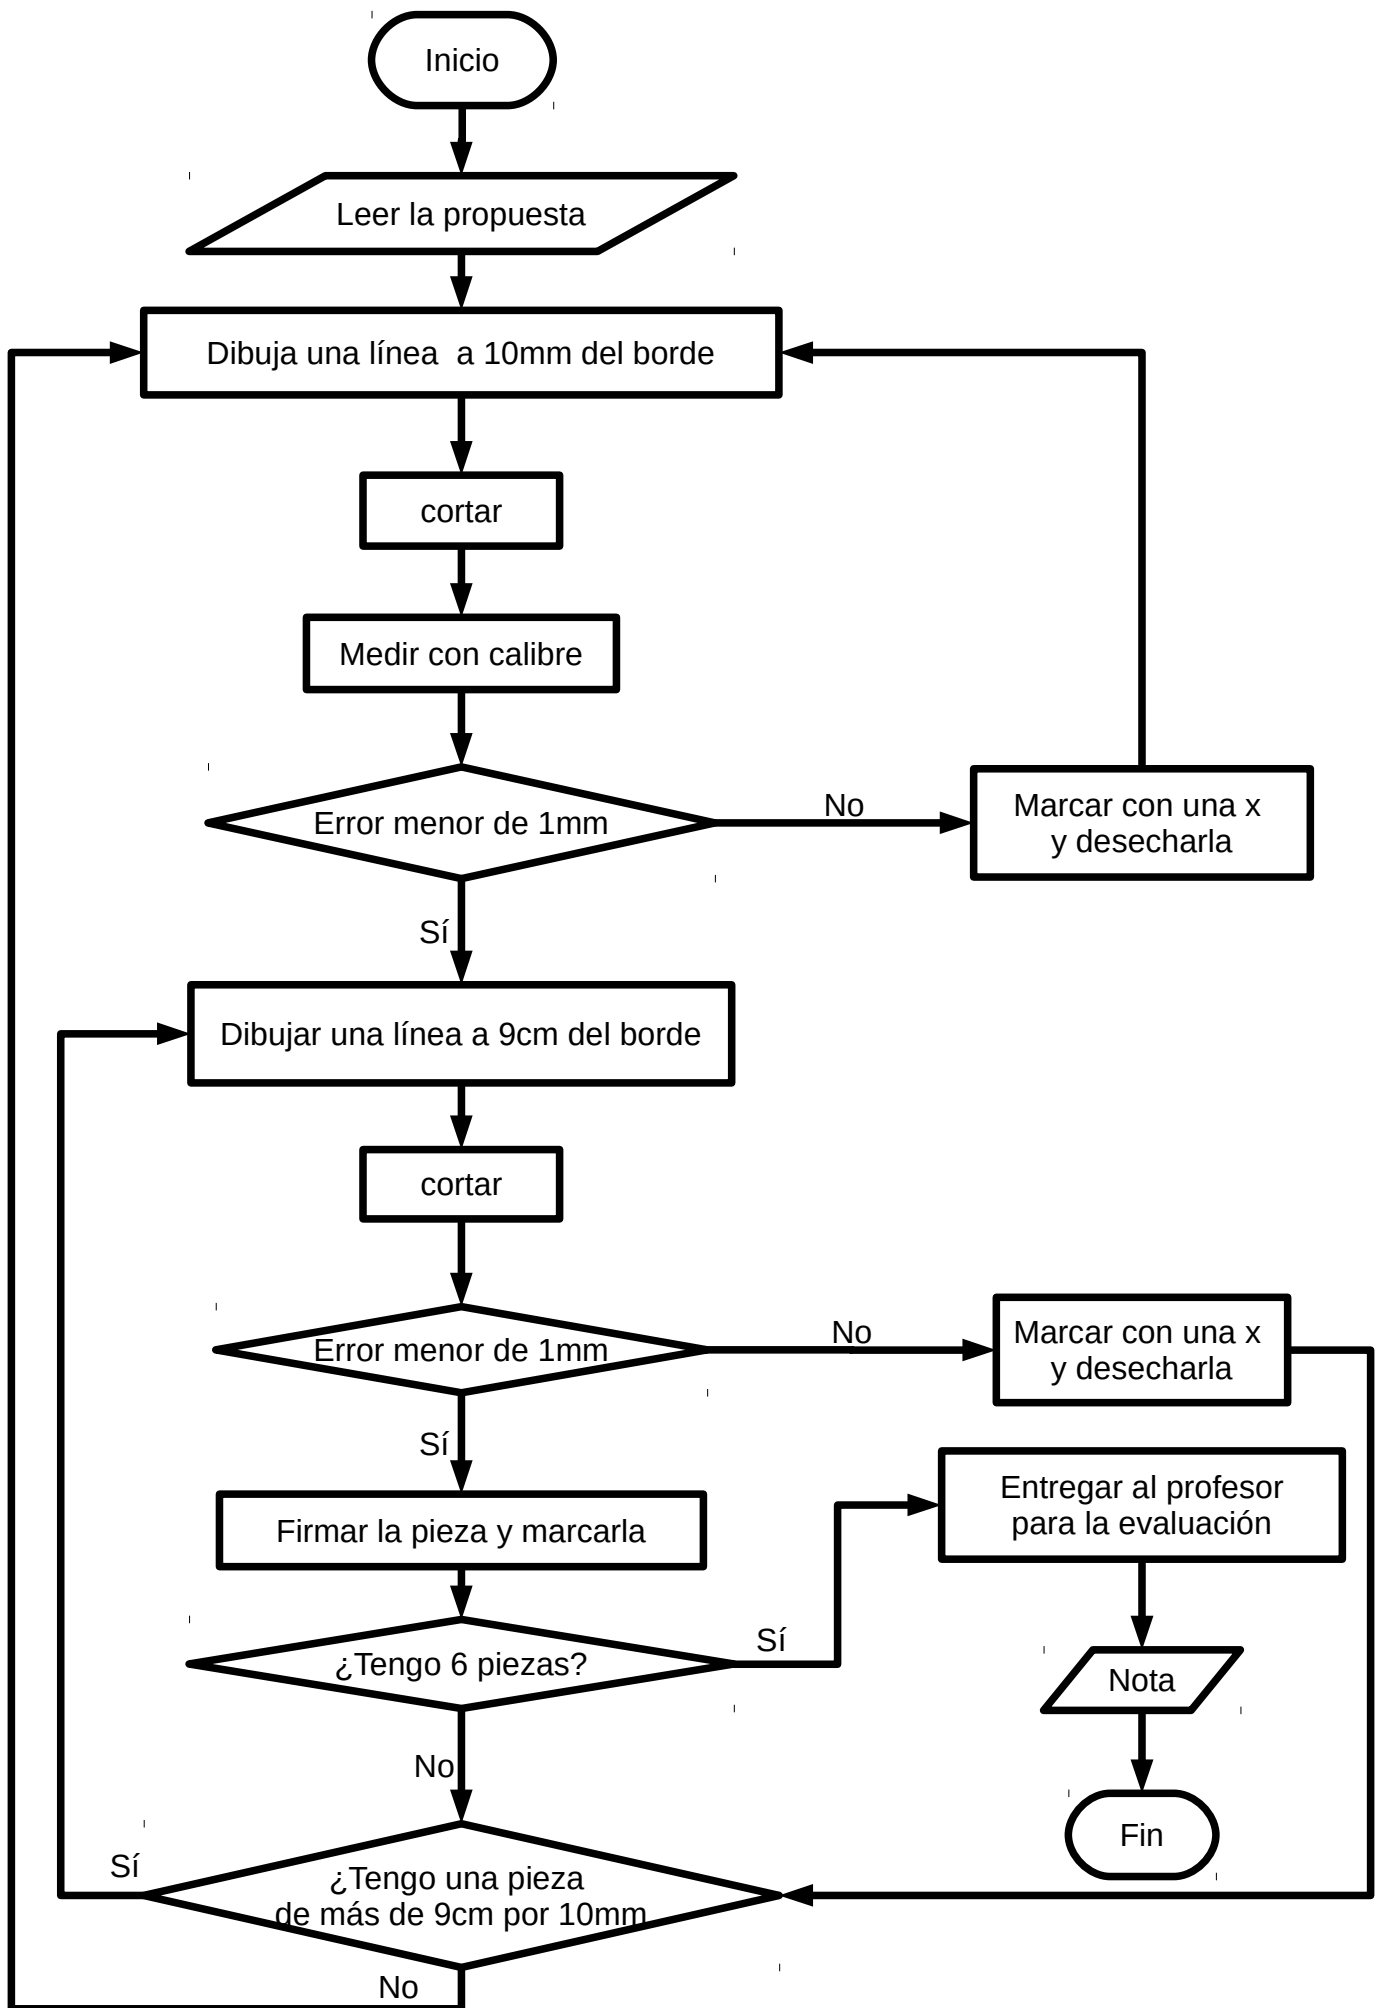 Inicio
Leer la propuesta
Dibuja una línea  a 10mm del borde
cortar
Medir con calibre
Error menor de 1mm
No
Marcar con una x
y desecharla
Sí
Dibujar una línea a 9cm del borde
cortar
Error menor de 1mm
No
Marcar con una x
y desecharla
Sí
Firmar la pieza y marcarla
Entregar al profesor
para la evaluación
¿Tengo 6 piezas?
Sí
Nota
No
Fin
Sí
¿Tengo una pieza
de más de 9cm por 10mm
No